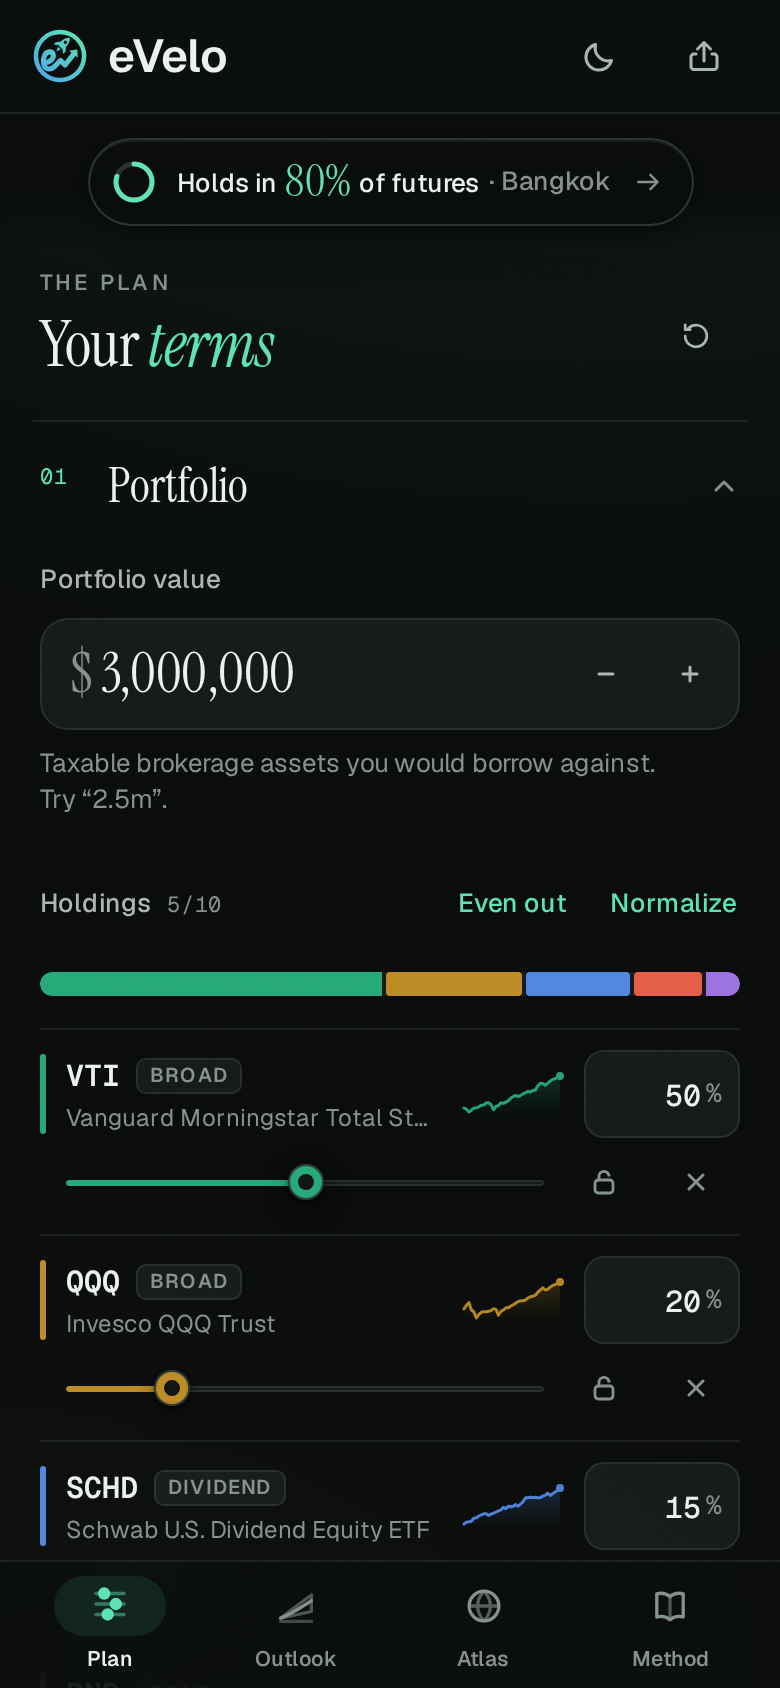 eVelo
Holds in 80% of futures · Bangkok
THE PLAN
Your terms
01 Portfolio
Portfolio value
$ 3,000,000
Taxable brokerage assets you would borrow against.
Try “2.5m”.
Holdings 5/10 Even out Normalize
VTI BROAD
50 %
Vanguard Morningstar Total St...
QQQ BROAD
20 %
Invesco QQQ Trust
SCHD DIVIDEND
15 %
Schwab U.S. Dividend Equity ETF
Plan Outlook Atlas Method